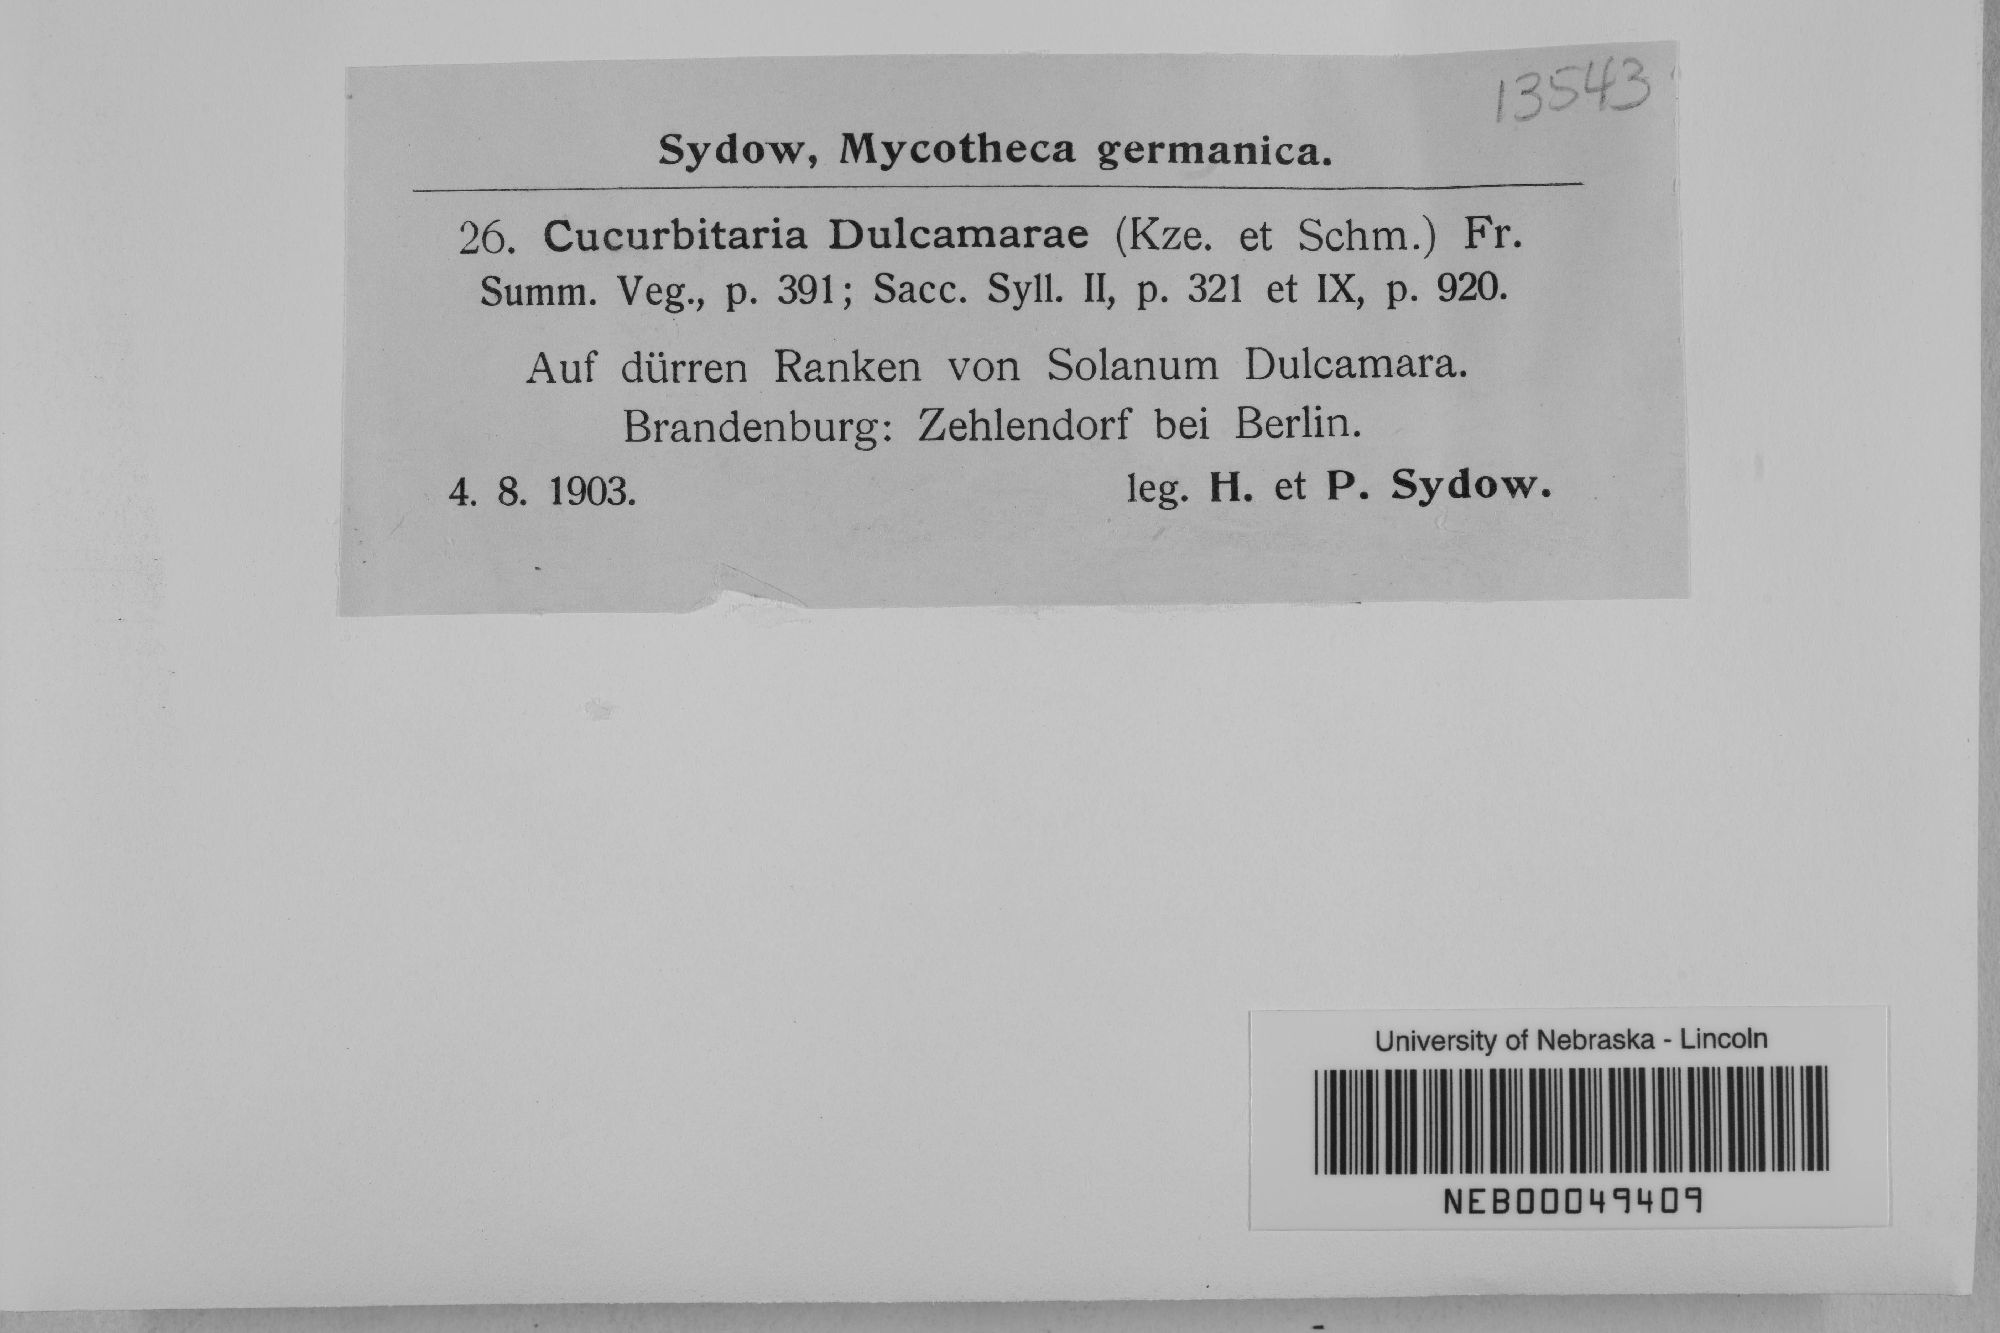 13543
Sydow, Mycotheca germanica.
26. Cucurbitaria Dulcamarae (Kze. et Schm.) Fr.
Summ. Veg., p. 391; Sacc. Syll. II, p. 321 et IX, p. 920.
Auf dürren Ranken von Solanum Dulcamara.
Brandenburg: Zehlendorf bei Berlin.
4. 8. 1903. leg. H. et P. Sydow.
University of Nebraska - Lincoln
NEB00049409